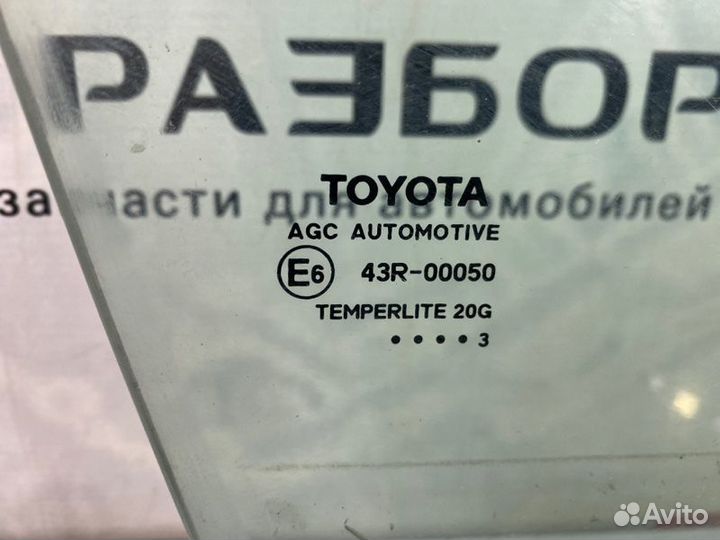 РАЗБОР
запчасти для автомобилей
TOYOTA
AGC AUTOMOTIVE
E6 43R-00050
TEMPERLITE 20G
• • • • 3
Avito